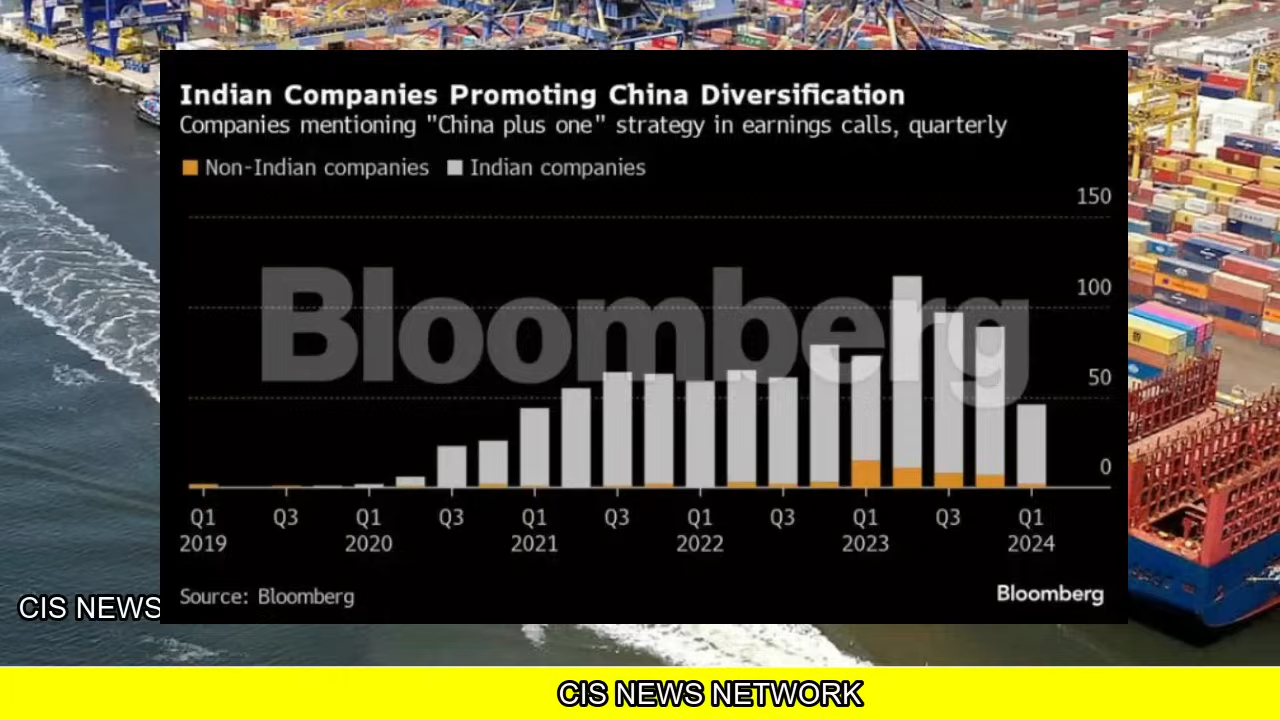 Indian Companies Promoting China Diversification
Companies mentioning "China plus one" strategy in earnings calls, quarterly
Non-Indian companies Indian companies
150
Bloomberg
100
50
0
Q1 Q3 Q1 Q3 Q1 Q3 Q1 Q3 Q1 Q3 Q1
2019 2020 2021 2022 2023 2024
Source: Bloomberg Bloomberg
CIS NEWS
CIS NEWS NETWORK